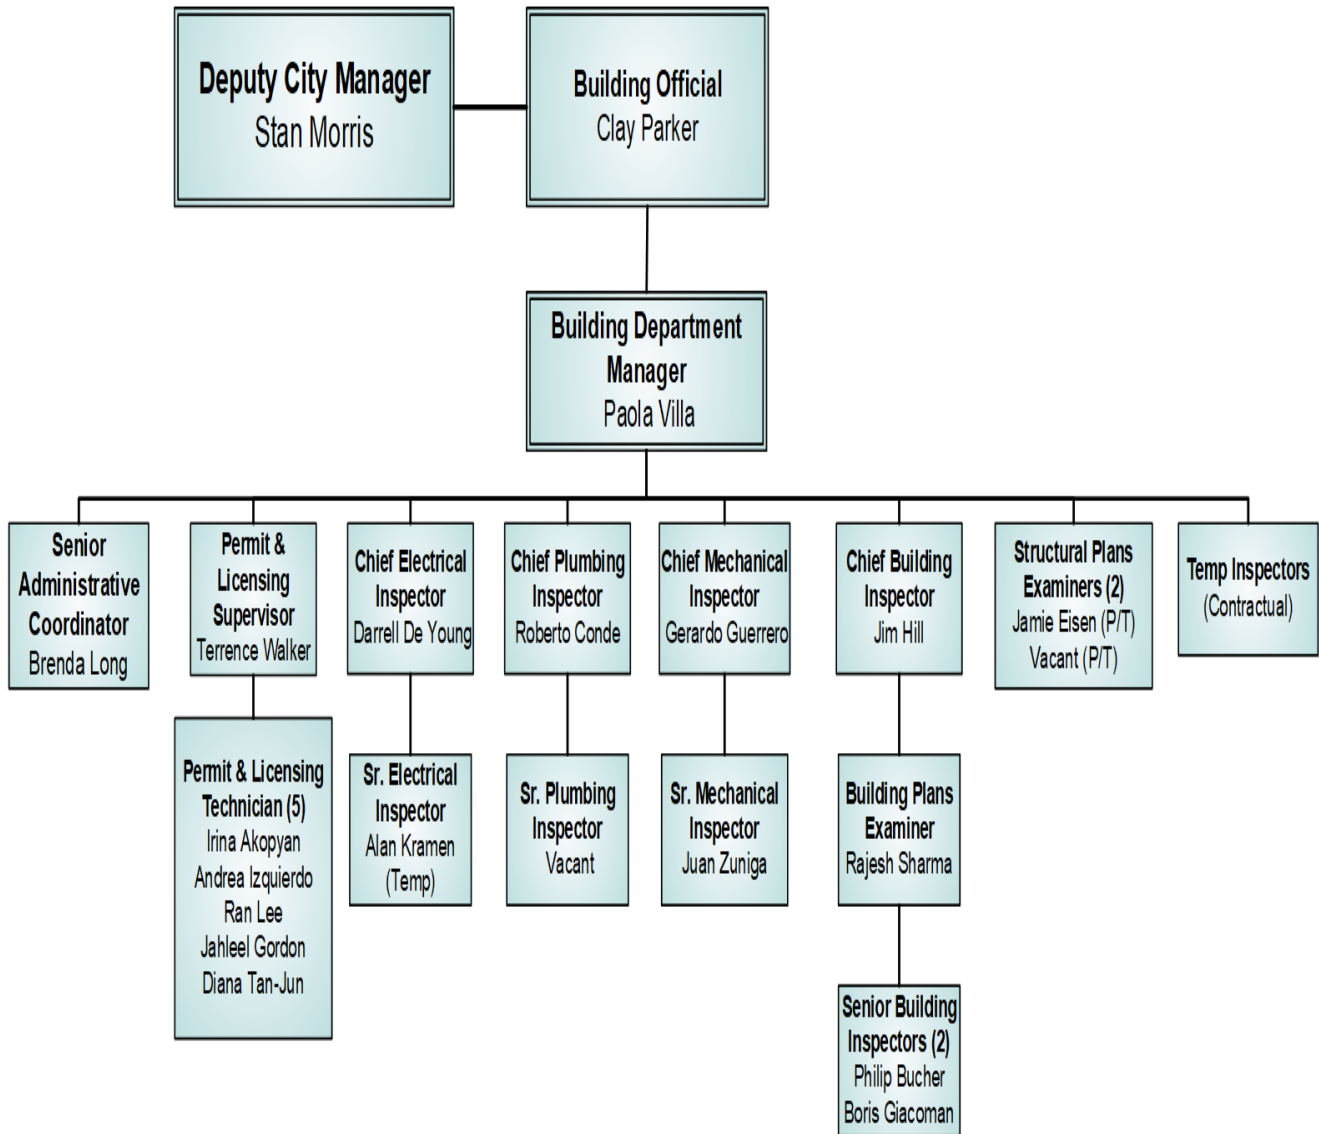 Deputy City Manager
Stan Morris
Building Official
Clay Parker
Building Department
Manager
Paola Villa
Senior
Administrative
Coordinator
Brenda Long
Permit &
Licensing
Supervisor
Terrence Walker
Chief Electrical
Inspector
Darrell De Young
Chief Plumbing
Inspector
Roberto Conde
Chief Mechanical
Inspector
Gerardo Guerrero
Chief Building
Inspector
Jim Hill
Structural Plans
Examiners (2)
Jamie Eisen (P/T)
Vacant (P/T)
Temp Inspectors
(Contractual)
Permit & Licensing
Technician (5)
Irina Akopyan
Andrea Izquierdo
Ran Lee
Jahleel Gordon
Diana Tan-Jun
Sr. Electrical
Inspector
Alan Kramen
(Temp)
Sr. Plumbing
Inspector
Vacant
Sr. Mechanical
Inspector
Juan Zuniga
Building Plans
Examiner
Rajesh Sharma
Senior Building
Inspectors (2)
Philip Bucher
Boris Giacoman